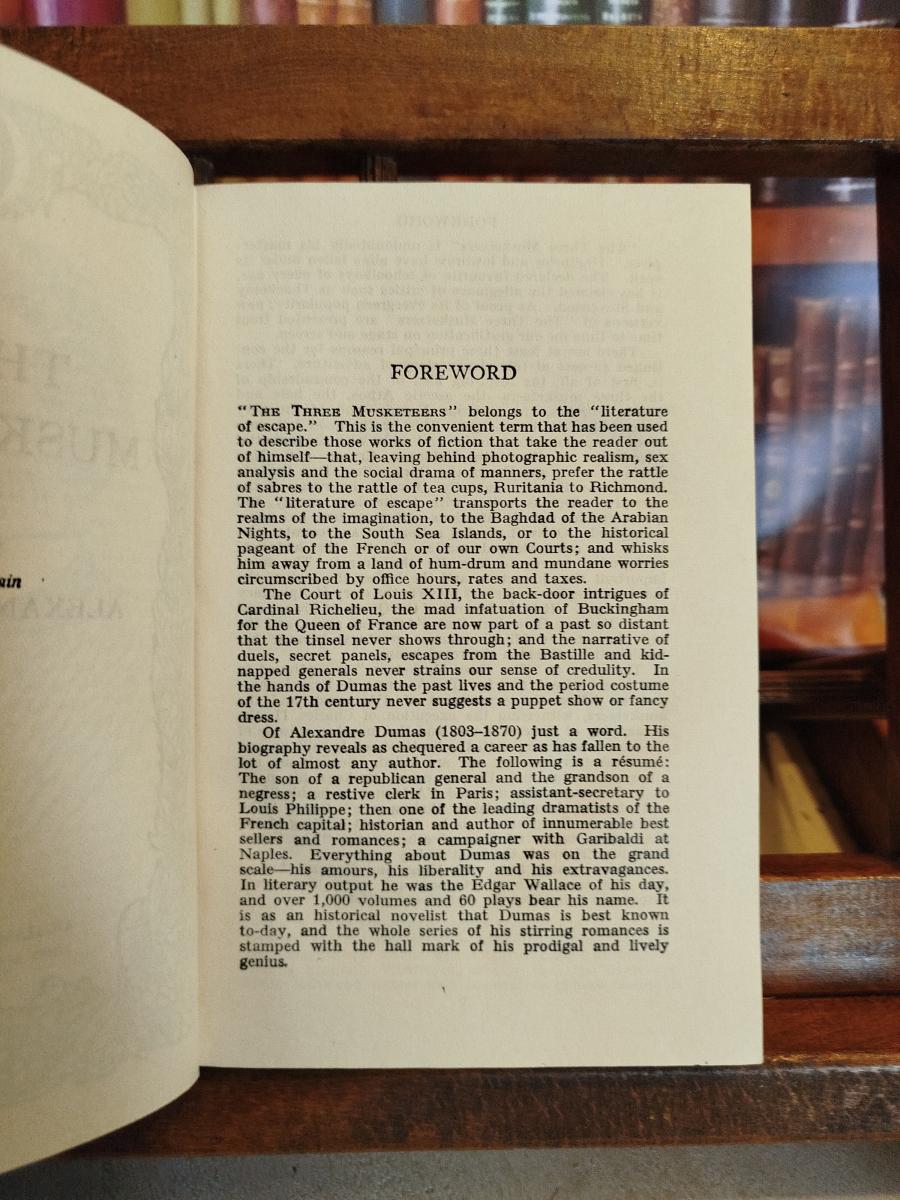 ain
FOREWORD
“THE THREE MUSKETEERS” belongs to the “literature
of escape.” This is the convenient term that has been used
to describe those works of fiction that take the reader out
of himself—that, leaving behind photographic realism, sex
analysis and the social drama of manners, prefer the rattle
of sabres to the rattle of tea cups, Ruritania to Richmond.
The “literature of escape” transports the reader to the
realms of the imagination, to the Baghdad of the Arabian
Nights, to the South Sea Islands, or to the historical
pageant of the French or of our own Courts; and whisks
him away from a land of hum-drum and mundane worries
circumscribed by office hours, rates and taxes.
The Court of Louis XIII, the back-door intrigues of
Cardinal Richelieu, the mad infatuation of Buckingham
for the Queen of France are now part of a past so distant
that the tinsel never shows through; and the narrative of
duels, secret panels, escapes from the Bastille and kid-
napped generals never strains our sense of credulity. In
the hands of Dumas the past lives and the period costume
of the 17th century never suggests a puppet show or fancy
dress.
Of Alexandre Dumas (1803–1870) just a word. His
biography reveals as chequered a career as has fallen to the
lot of almost any author. The following is a résumé:
The son of a republican general and the grandson of a
negress; a restive clerk in Paris; assistant-secretary to
Louis Philippe; then one of the leading dramatists of the
French capital; historian and author of innumerable best
sellers and romances; a campaigner with Garibaldi at
Naples. Everything about Dumas was on the grand
scale—his amours, his liberality and his extravagances.
In literary output he was the Edgar Wallace of his day,
and over 1,000 volumes and 60 plays bear his name. It
is as an historical novelist that Dumas is best known
to-day, and the whole series of his stirring romances is
stamped with the hall mark of his prodigal and lively
genius.